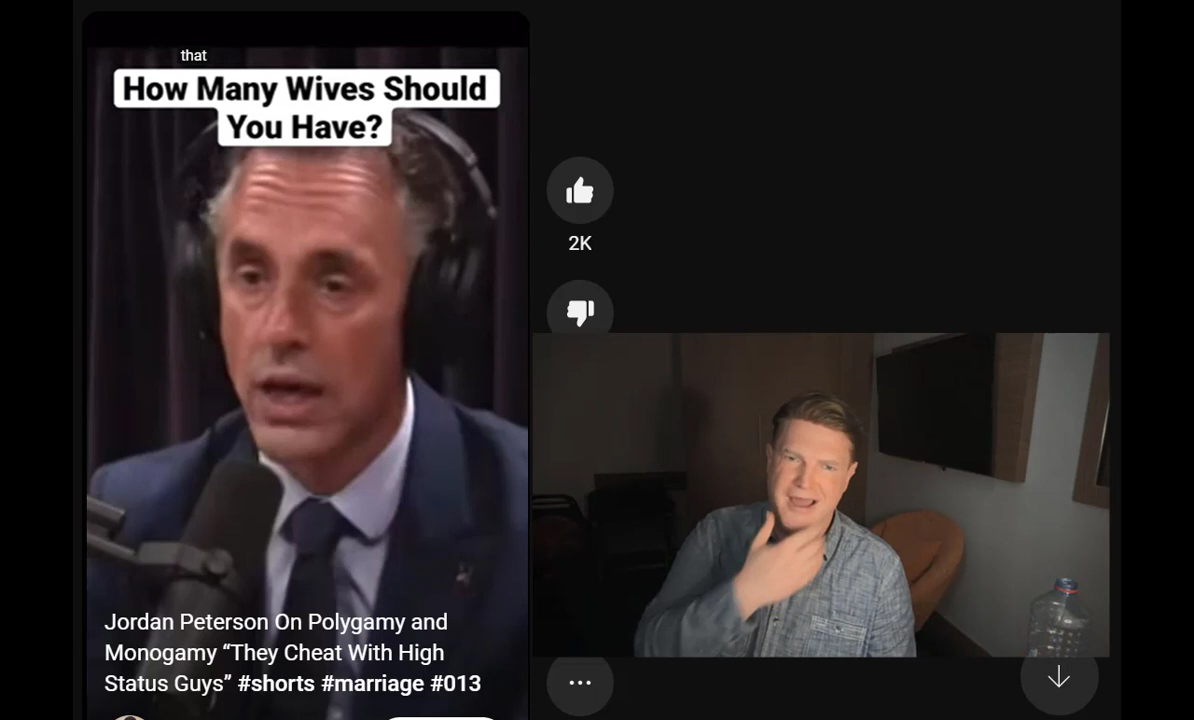 that
How Many Wives Should
You Have?
2K
Jordan Peterson On Polygamy and
Monogamy “They Cheat With High
Status Guys” #shorts #marriage #013